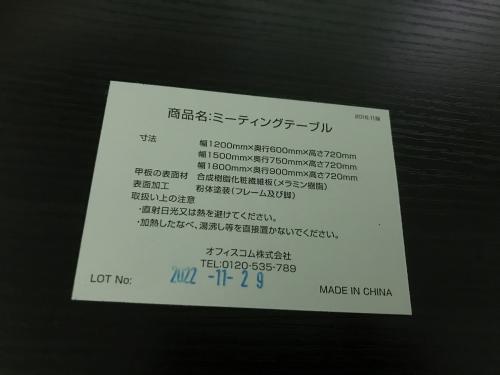 2016.11版
商品名:ミーティングテーブル
寸法
幅1200mm×奥行600mm×高さ720mm
幅1500mm×奥行750mm×高さ720mm
幅1800mm×奥行900mm×高さ720mm
甲板の表面材 合成樹脂化粧繊維板(メラミン樹脂)
表面加工 粉体塗装(フレーム及び脚)
取扱い上の注意
・直射日光又は熱を避けてください。
・加熱したなべ、湯沸し等を直接置かないでください。
オフィスコム株式会社
TEL:0120-535-789
LOT No: 2022 -11- 29
MADE IN CHINA